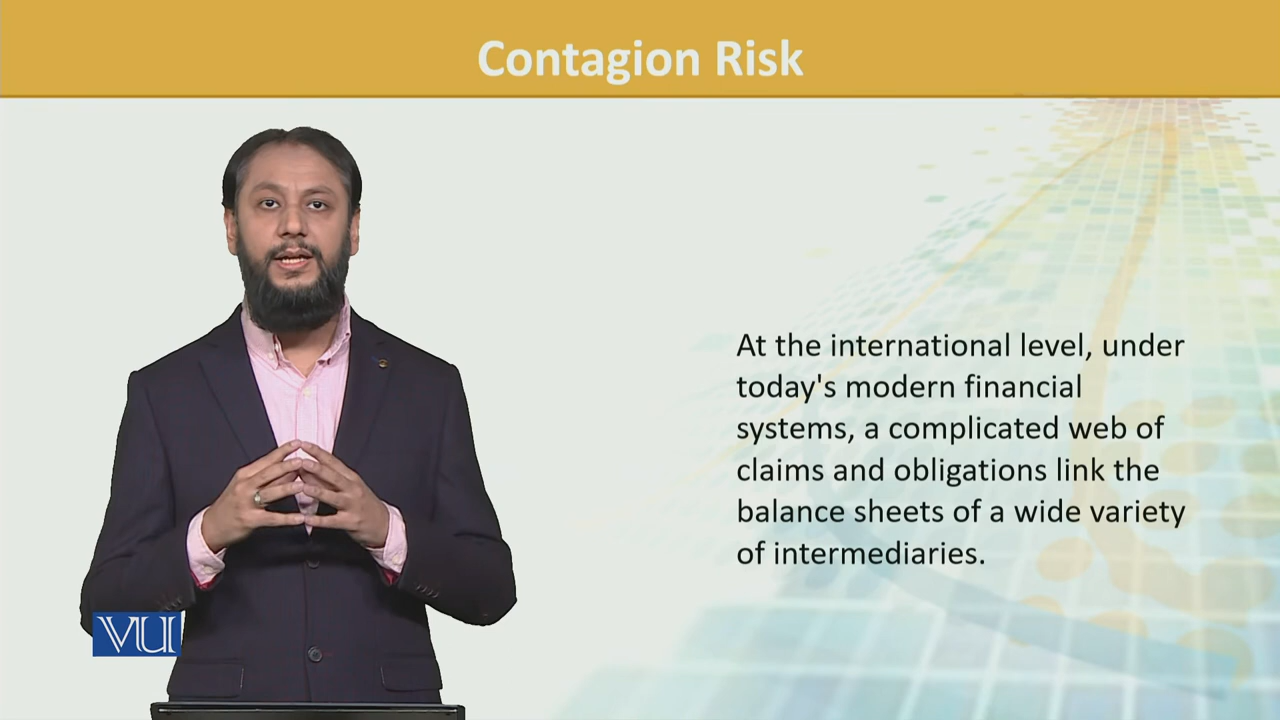 Contagion Risk
At the international level, under
today's modern financial
systems, a complicated web of
claims and obligations link the
balance sheets of a wide variety
of intermediaries.
VU